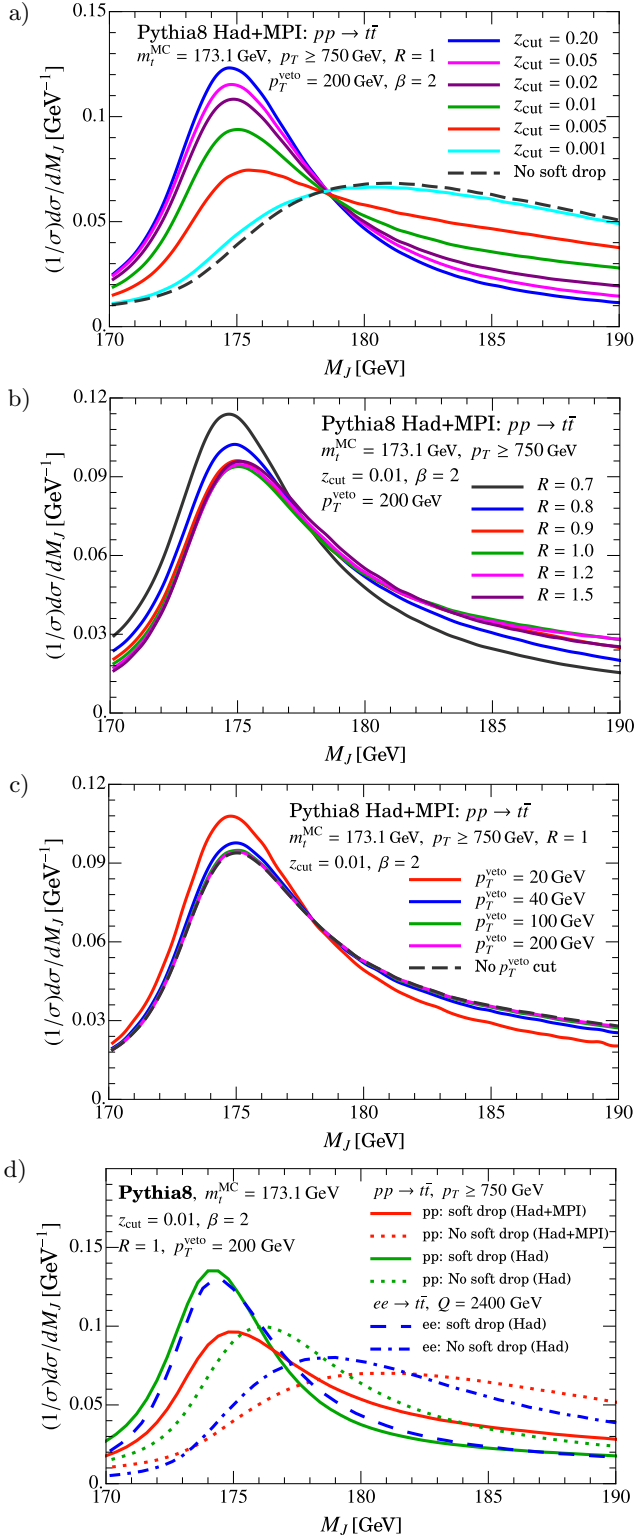 a)
Pythia8 Had+MPI: pp → tt̄
m_t^MC = 173.1 GeV, p_T ≥ 750 GeV, R = 1
p_T^veto = 200 GeV, β = 2
z_cut = 0.20
z_cut = 0.05
z_cut = 0.02
z_cut = 0.01
z_cut = 0.005
z_cut = 0.001
No soft drop
0.15
0.1
0.05
0.
(1/σ)dσ/dM_J [GeV⁻¹]
170 175 180 185 190
M_J [GeV]
b)
Pythia8 Had+MPI: pp → tt̄
m_t^MC = 173.1 GeV, p_T ≥ 750 GeV
z_cut = 0.01, β = 2
p_T^veto = 200 GeV
R = 0.7
R = 0.8
R = 0.9
R = 1.0
R = 1.2
R = 1.5
0.12
0.09
0.06
0.03
0.
(1/σ)dσ/dM_J [GeV⁻¹]
170 175 180 185 190
M_J [GeV]
c)
Pythia8 Had+MPI: pp → tt̄
m_t^MC = 173.1 GeV, p_T ≥ 750 GeV, R = 1
z_cut = 0.01, β = 2
p_T^veto = 20 GeV
p_T^veto = 40 GeV
p_T^veto = 100 GeV
p_T^veto = 200 GeV
No p_T^veto cut
0.12
0.09
0.06
0.03
0.
(1/σ)dσ/dM_J [GeV⁻¹]
170 175 180 185 190
M_J [GeV]
d)
Pythia8, m_t^MC = 173.1 GeV
z_cut = 0.01, β = 2
R = 1, p_T^veto = 200 GeV
pp → tt̄, p_T ≥ 750 GeV
pp: soft drop (Had+MPI)
pp: No soft drop (Had+MPI)
pp: soft drop (Had)
pp: No soft drop (Had)
ee → tt̄, Q = 2400 GeV
ee: soft drop (Had)
ee: No soft drop (Had)
0.15
0.1
0.05
0.
(1/σ)dσ/dM_J [GeV⁻¹]
170 175 180 185 190
M_J [GeV]